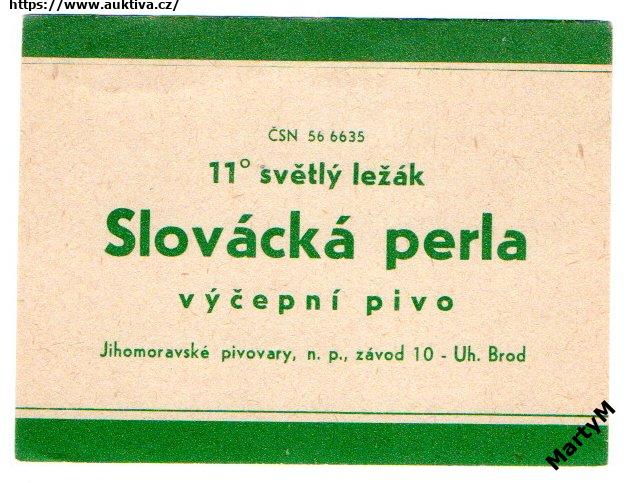 https://www.auktiva.cz/
ČSN 56 6635
11° světlý ležák
Slovácká perla
výčepní pivo
Jihomoravské pivovary, n. p., závod 10 - Uh. Brod
MartyM